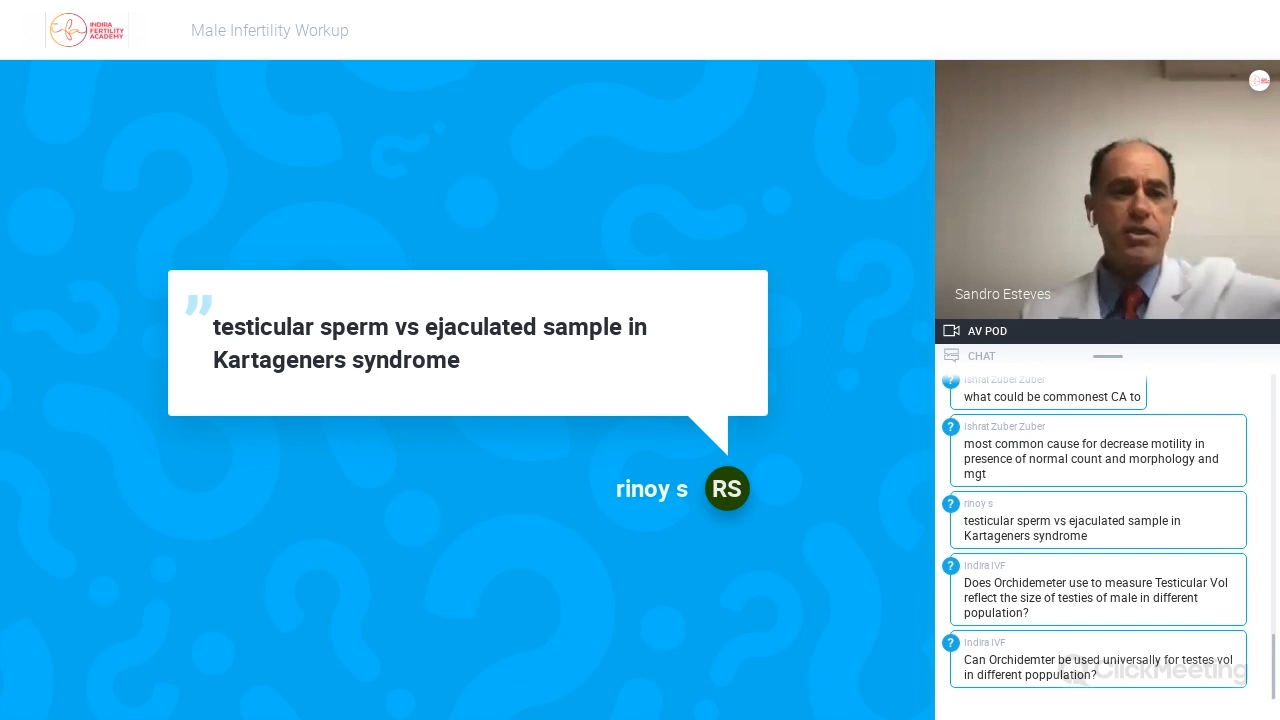 INDIRA
FERTILITY
ACADEMY
Male Infertility Workup
testicular sperm vs ejaculated sample in
Kartageners syndrome
rinoy s
RS
Sandro Esteves
AV POD
CHAT
Ishrat Zuber Zuber
what could be commonest CA to
Ishrat Zuber Zuber
most common cause for decrease motility in
presence of normal count and morphology and
mgt
rinoy s
testicular sperm vs ejaculated sample in
Kartageners syndrome
Indira IVF
Does Orchidemeter use to measure Testicular Vol
reflect the size of testies of male in different
population?
Indira IVF
Can Orchidemter be used universally for testes vol
in different poppulation?
ClickMeeting